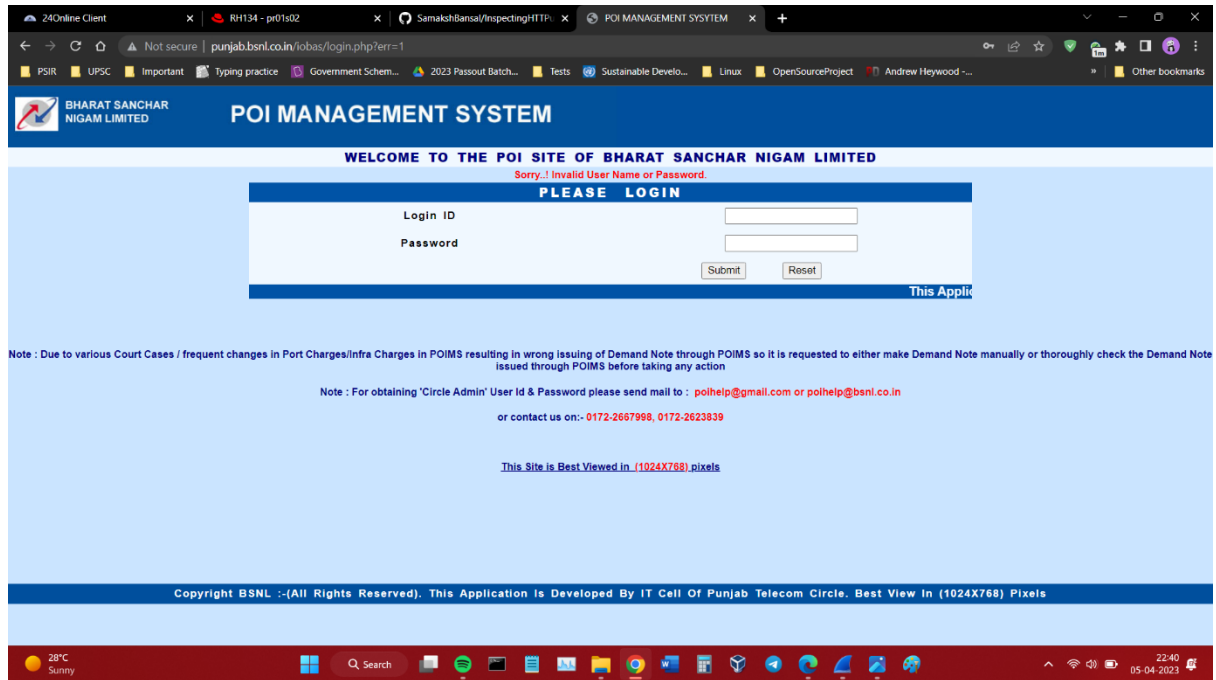 24Online Client
RH134 - pr01s02
SamakshBansal/InspectingHTTPu
POI MANAGEMENT SYSYTEM
Not secure
punjab.bsnl.co.in/iobas/login.php?err=1
1m
PSIR
UPSC
Important
Typing practice
Government Schem...
2023 Passout Batch...
Tests
Sustainable Develo...
Linux
OpenSourceProject
Andrew Heywood -...
»
Other bookmarks
BHARAT SANCHAR
NIGAM LIMITED
POI MANAGEMENT SYSTEM
WELCOME TO THE POI SITE OF BHARAT SANCHAR NIGAM LIMITED
Sorry..! Invalid User Name or Password.
PLEASE LOGIN
Login ID
Password
Submit Reset
This Applic
Note : Due to various Court Cases / frequent changes in Port Charges/Infra Charges in POIMS resulting in wrong issuing of Demand Note through POIMS so it is requested to either make Demand Note manually or thoroughly check the Demand Note
issued through POIMS before taking any action
Note : For obtaining 'Circle Admin' User Id & Password please send mail to : poihelp@gmail.com or poihelp@bsnl.co.in
or contact us on:- 0172-2667998, 0172-2623839
This Site is Best Viewed in (1024X768) pixels
Copyright BSNL :-(All Rights Reserved). This Application Is Developed By IT Cell Of Punjab Telecom Circle. Best View In (1024X768) Pixels
28°C
Sunny
Search
22:40
05-04-2023